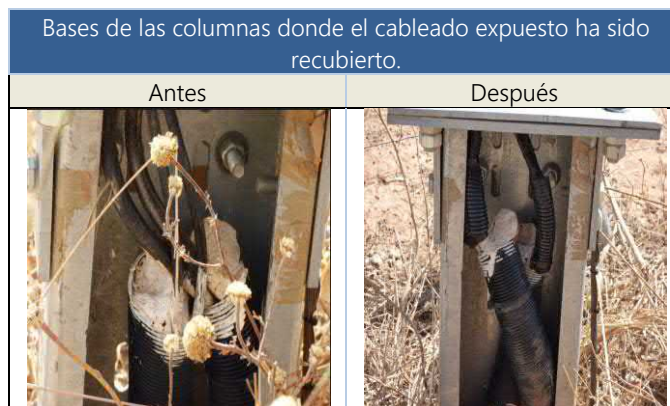 Bases de las columnas donde el cableado expuesto ha sido
recubierto.
Antes
Después